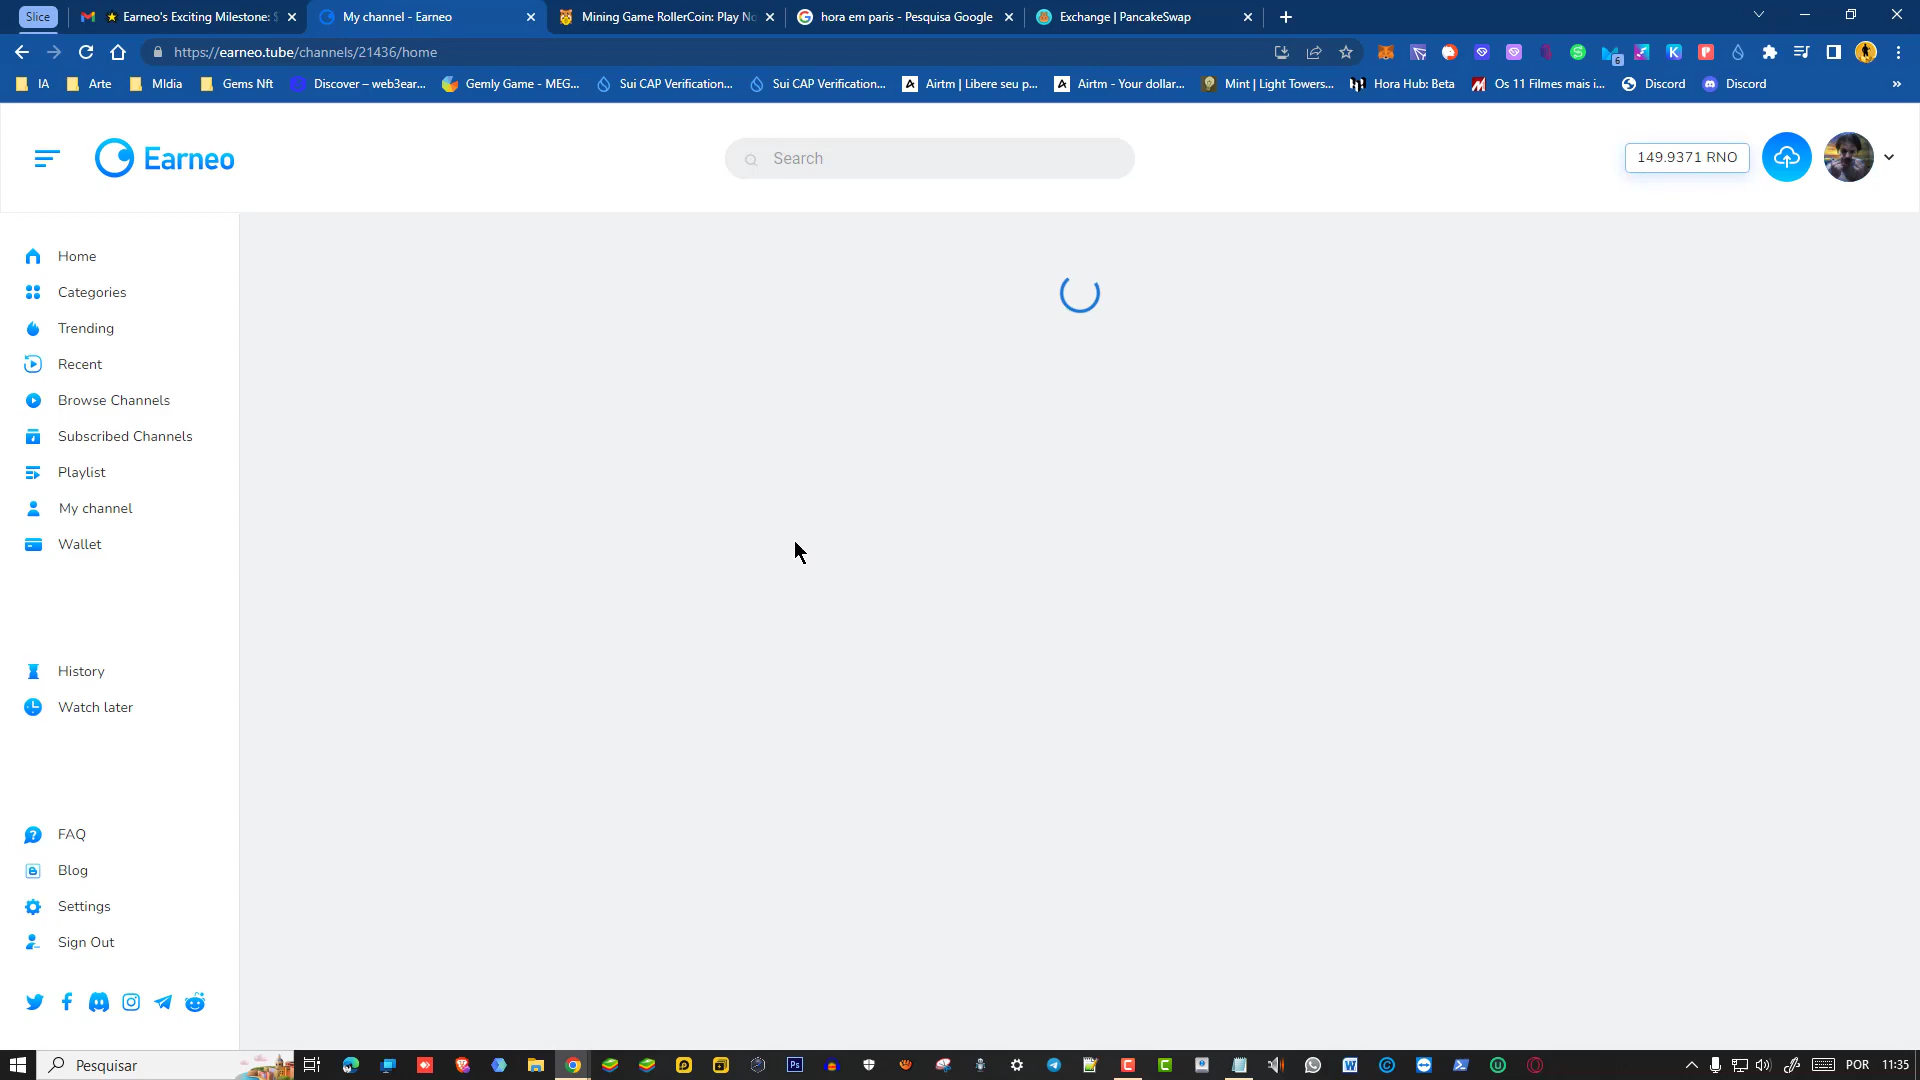 Slice
Earneo's Exciting Milestone:
My channel - Earneo
Mining Game RollerCoin: Play No
hora em paris - Pesquisa Google
Exchange | PancakeSwap
https://earneo.tube/channels/21436/home
6
IA
Arte
MIdia
Gems Nft
Discover – web3ear...
Gemly Game - MEG...
Sui CAP Verification...
Sui CAP Verification...
Airtm | Libere seu p...
Airtm - Your dollar...
Mint | Light Towers...
Hora Hub: Beta
Os 11 Filmes mais i...
Discord
Discord
Earneo
Search
149.9371 RNO
Home
Categories
Trending
Recent
Browse Channels
Subscribed Channels
Playlist
My channel
Wallet
History
Watch later
FAQ
Blog
Settings
Sign Out
Pesquisar
POR
11:35